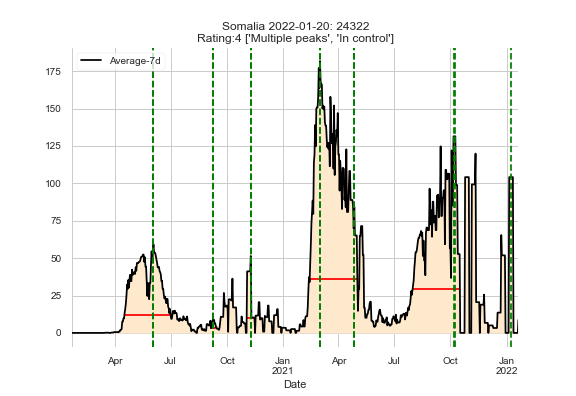 Somalia 2022-01-20: 24322
Rating:4 ['Multiple peaks', 'In control']
Average-7d
175
150
125
100
75
50
25
0
Apr Jul Oct Jan Apr Jul Oct Jan
2021 2022
Date